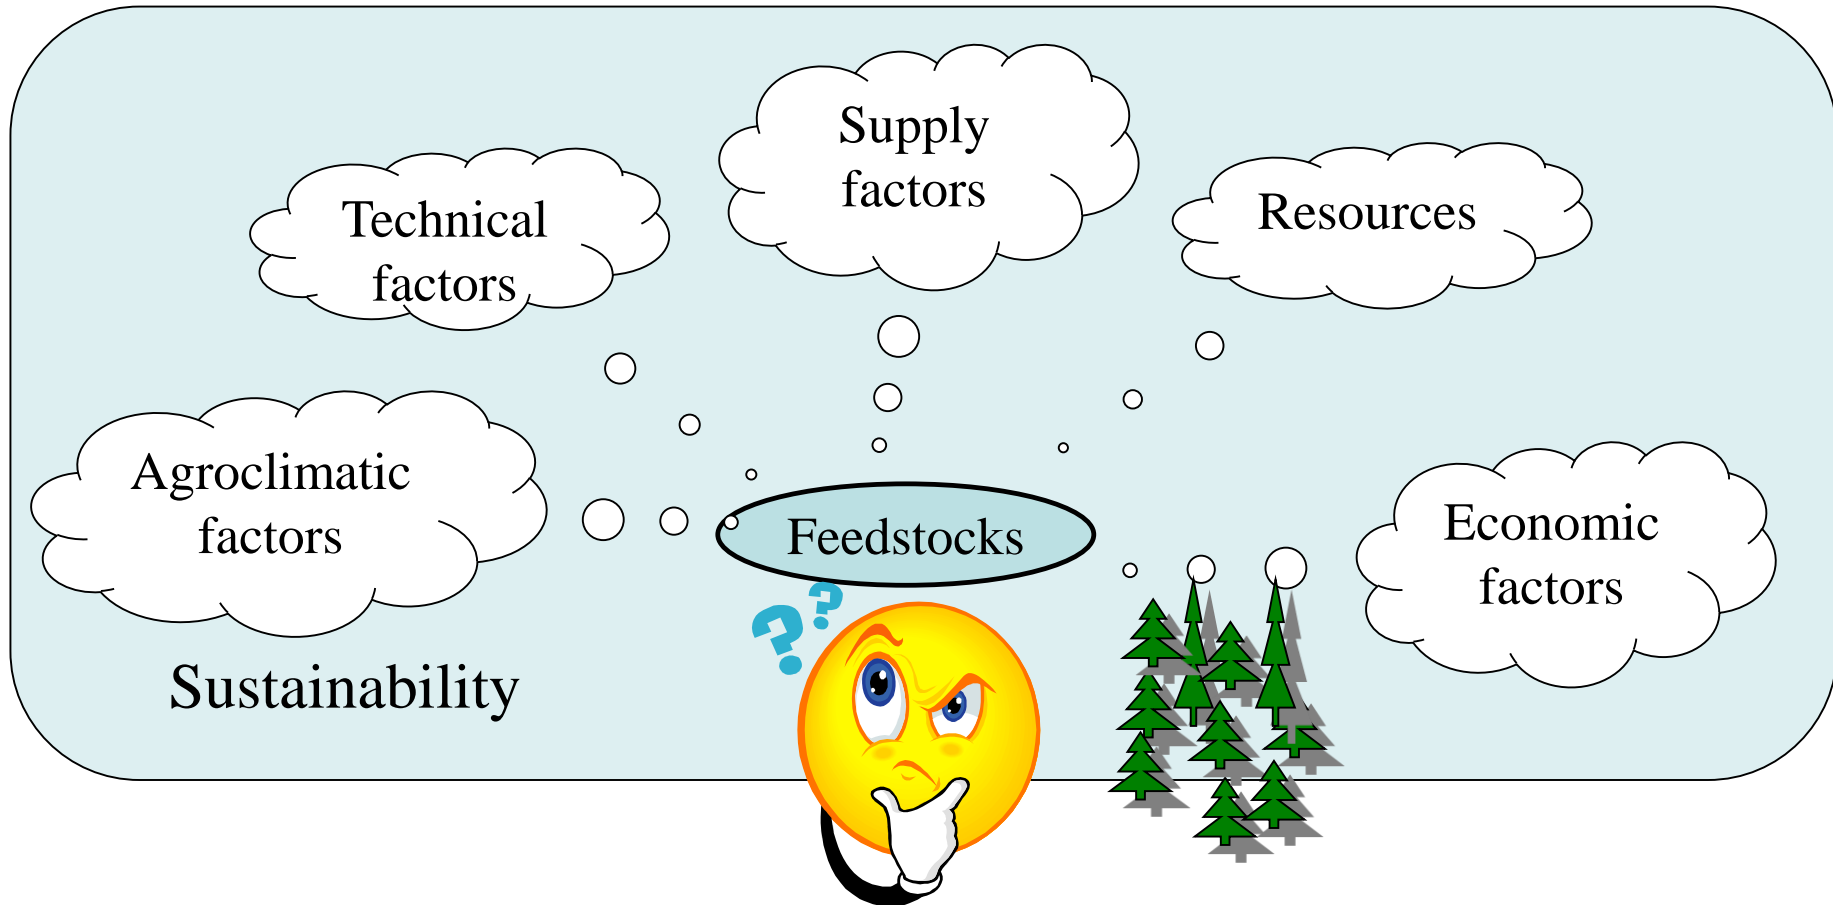 Supply
factors
Technical
factors
Resources
Agroclimatic
factors
Feedstocks
Economic
factors
Sustainability
? ?